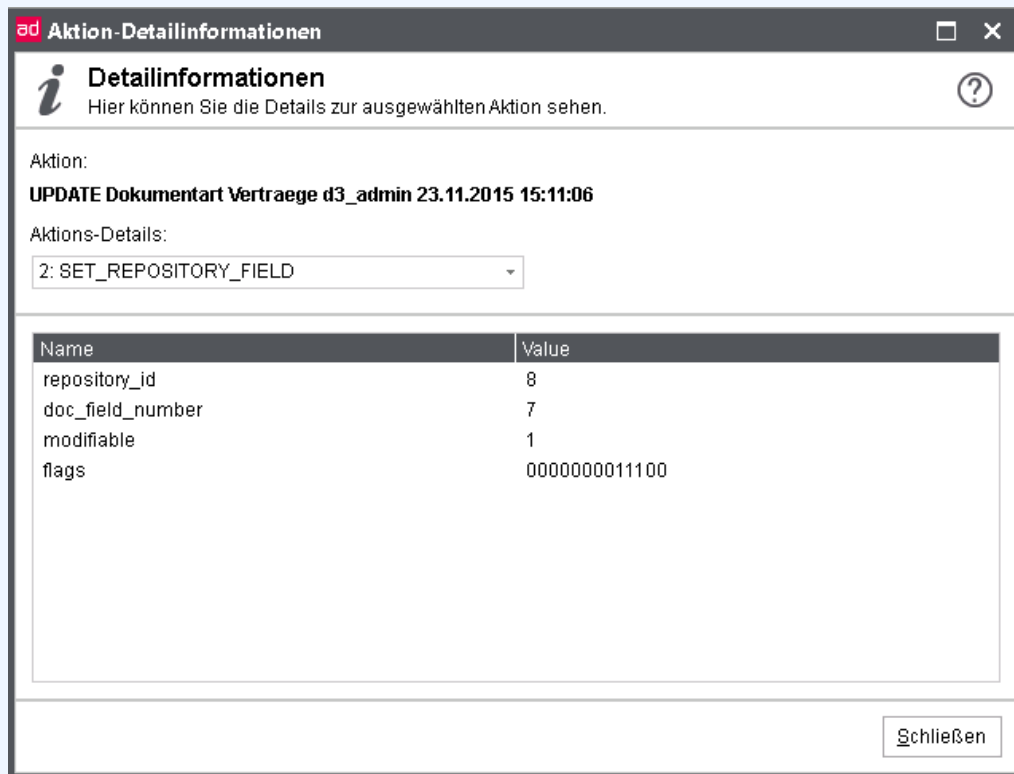 ad Aktion-Detailinformationen
Detailinformationen
Hier können Sie die Details zur ausgewählten Aktion sehen.
Aktion:
UPDATE Dokumentart Vertraege d3_admin 23.11.2015 15:11:06
Aktions-Details:
2: SET_REPOSITORY_FIELD
Name Value
repository_id 8
doc_field_number 7
modifiable 1
flags 0000000011100
Schließen